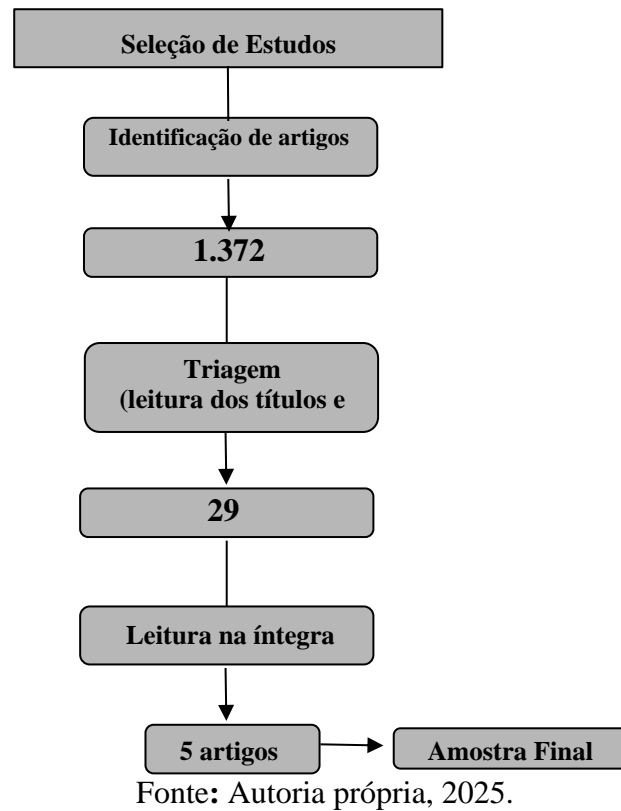 Seleção de Estudos
Identificação de artigos
1.372
Triagem
(leitura dos títulos e
29
Leitura na íntegra
5 artigos
Amostra Final
Fonte: Autoria própria, 2025.